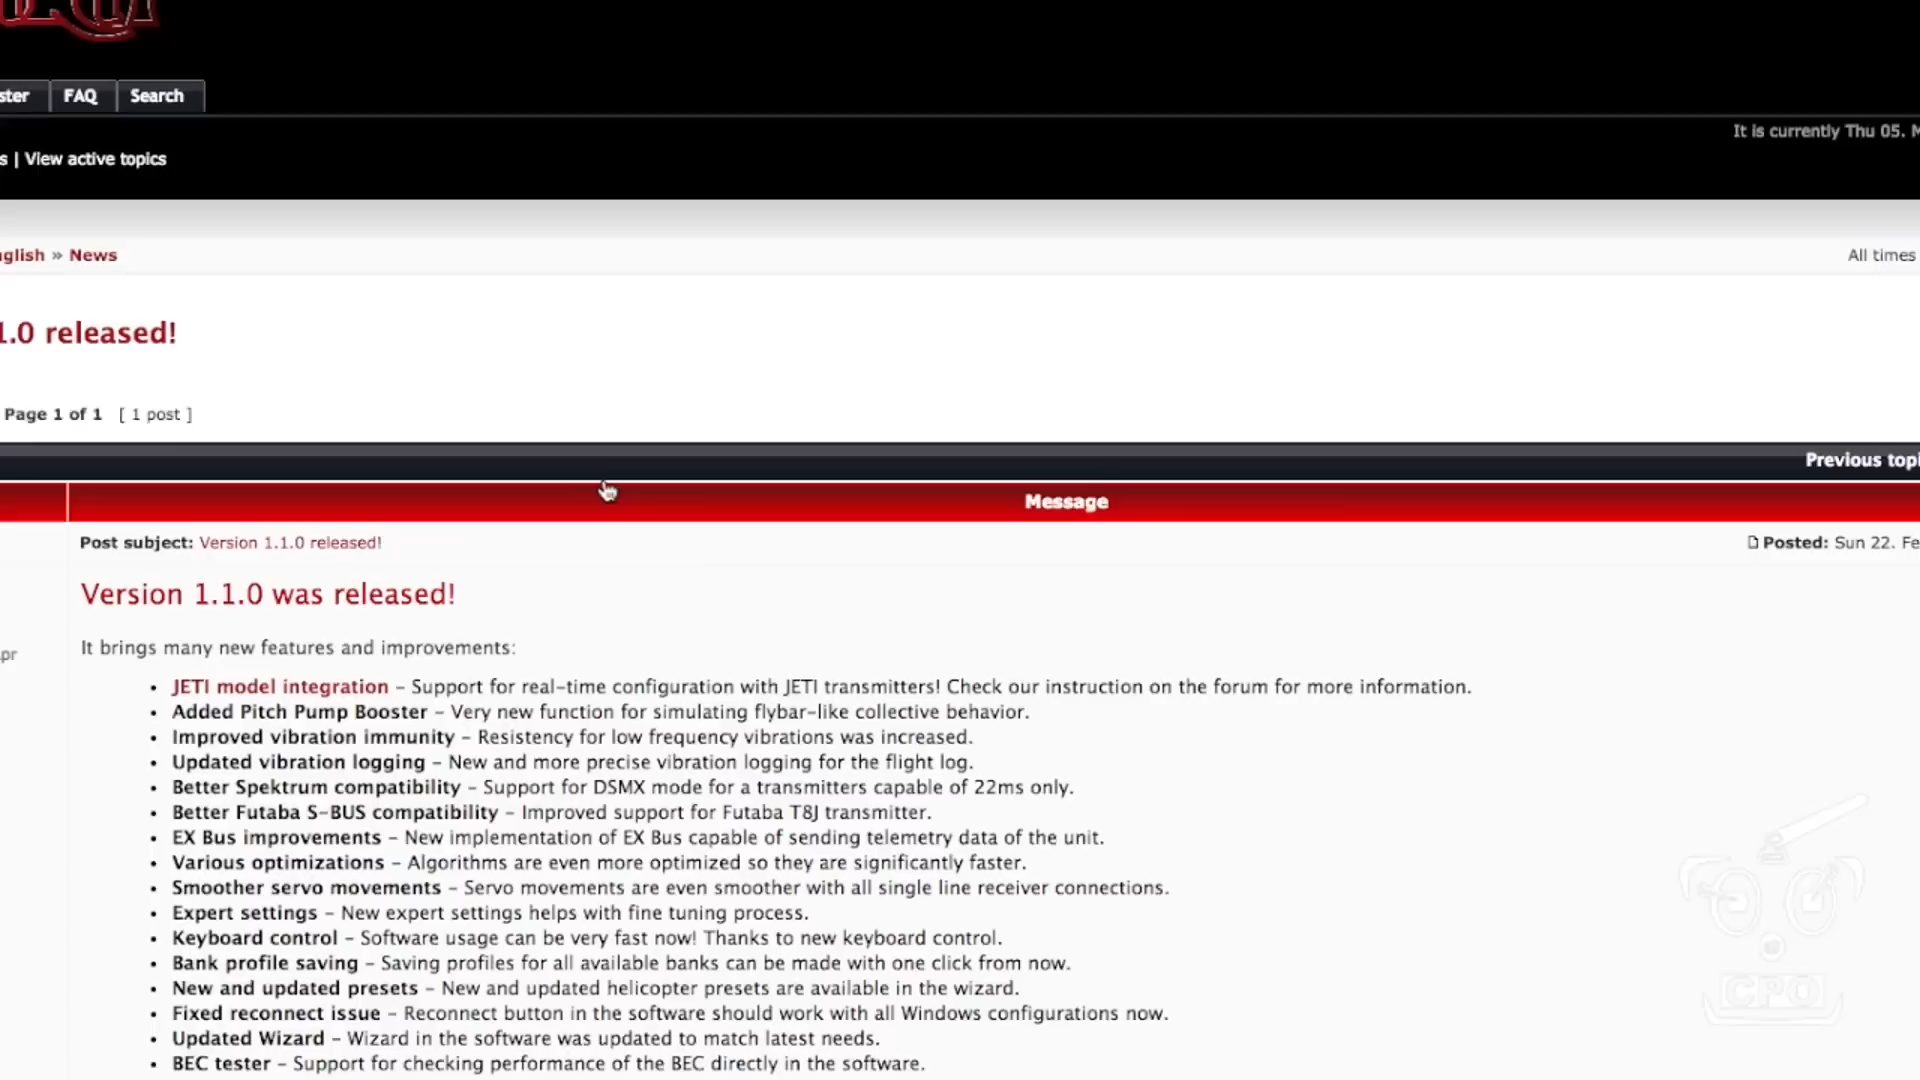 FAQ
Search
It is currently Thu 05.
| View active topics
» News
All times
1.0 released!
Page 1 of 1 [ 1 post ]
Previous
Message
Post subject: Version 1.1.0 released!
Posted: Sun 22.
Version 1.1.0 was released!
It brings many new features and improvements:
• JETI model integration – Support for real-time configuration with JETI transmitters! Check our instruction on the forum for more information.
• Added Pitch Pump Booster – Very new function for simulating flybar-like collective behavior.
• Improved vibration immunity – Resistency for low frequency vibrations was increased.
• Updated vibration logging – New and more precise vibration logging for the flight log.
• Better Spektrum compatibility – Support for DSMX mode for a transmitters capable of 22ms only.
• Better Futaba S-BUS compatibility – Improved support for Futaba T8J transmitter.
• EX Bus improvements – New implementation of EX Bus capable of sending telemetry data of the unit.
• Various optimizations – Algorithms are even more optimized so they are significantly faster.
• Smoother servo movements – Servo movements are even smoother with all single line receiver connections.
• Expert settings – New expert settings helps with fine tuning process.
• Keyboard control – Software usage can be very fast now! Thanks to new keyboard control.
• Bank profile saving – Saving profiles for all available banks can be made with one click from now.
• New and updated presets – New and updated helicopter presets are available in the wizard.
• Fixed reconnect issue – Reconnect button in the software should work with all Windows configurations now.
• Updated Wizard – Wizard in the software was updated to match latest needs.
• BEC tester – Support for checking performance of the BEC directly in the software.
CPO